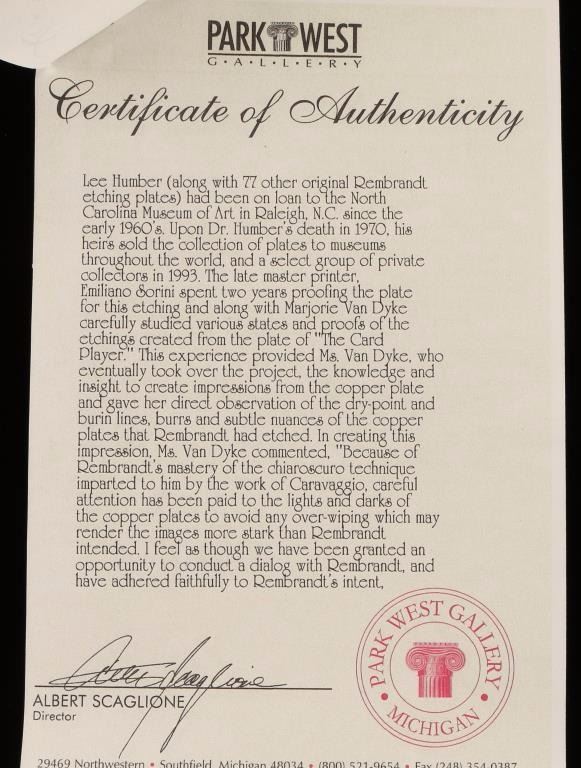 PARK WEST
G•A•L•L•E•R•Y
Certificate of Authenticity
Lee Humber (along with 77 other original Rembrandt
etching plates) had been on loan to the North
Carolina Museum of Art in Raleigh, N.C. since the
early 1960's. Upon Dr. Humber's death in 1970, his
heirs sold the collection of plates to museums
throughout the world, and a select group of private
collectors in 1993. The late master printer,
Emiliano Sorini spent two years proofing the plate
for this etching and along with Marjorie Van Dyke
carefully studied various states and proofs of the
etchings created from the plate of "The Card
Player." This experience provided Ms. Van Dyke, who
eventually took over the project, the knowledge and
insight to create impressions from the copper plate
and gave her direct observation of the dry-point and
burin lines, burrs and subtle nuances of the copper
plates that Rembrandt had etched. In creating this
impression, Ms. Van Dyke commented, "Because of
Rembrandt's mastery of the chiaroscuro technique
imparted to him by the work of Caravaggio, careful
attention has been paid to the lights and darks of
the copper plates to avoid any over-wiping which may
render the images more stark than Rembrandt
intended. I feel as though we have been granted an
opportunity to conduct a dialog with Rembrandt, and
have adhered faithfully to Rembrandt's intent,
PARK WEST GALLERY
• MICHIGAN •
ALBERT SCAGLIONE
Director
29469 Northwestern • Southfield, Michigan 48034 • (800) 521-9654 • Fax (248) 354-0387